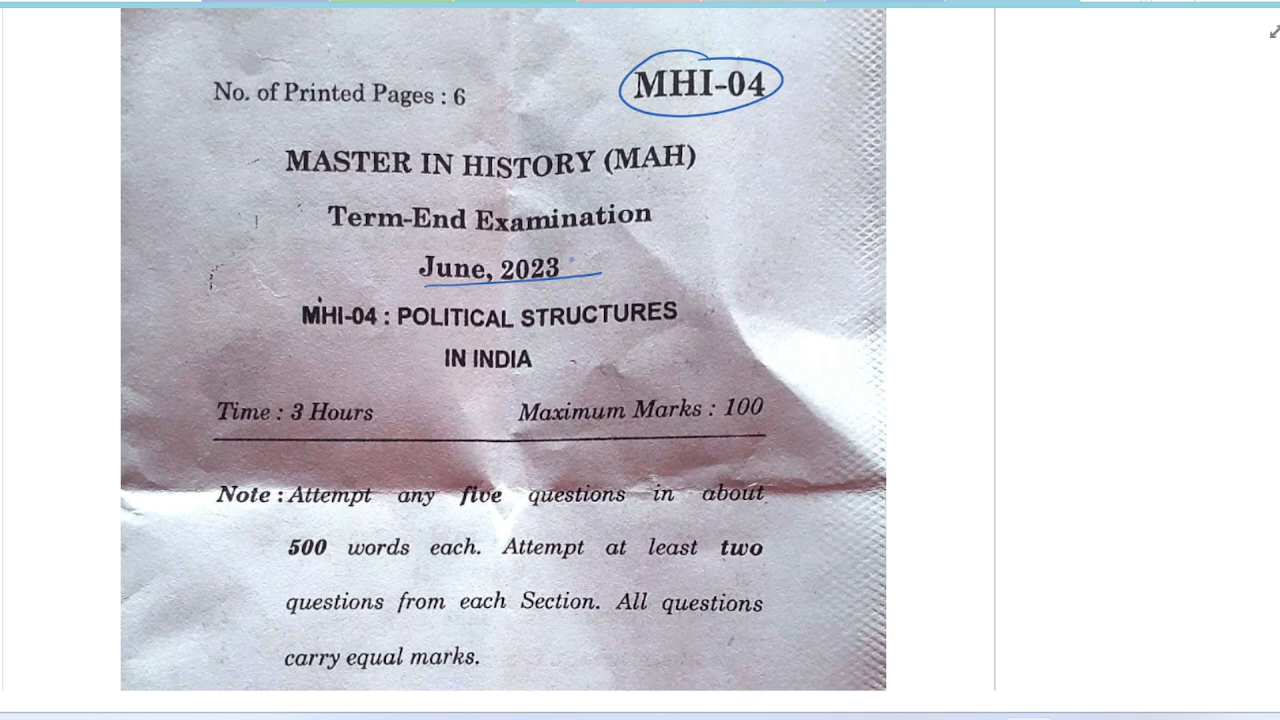 No. of Printed Pages : 6
MHI-04
MASTER IN HISTORY (MAH)
Term-End Examination
June, 2023
MHI-04 : POLITICAL STRUCTURES
IN INDIA
Time : 3 Hours
Maximum Marks : 100
Note : Attempt any five questions in about
500 words each. Attempt at least two
questions from each Section. All questions
carry equal marks.